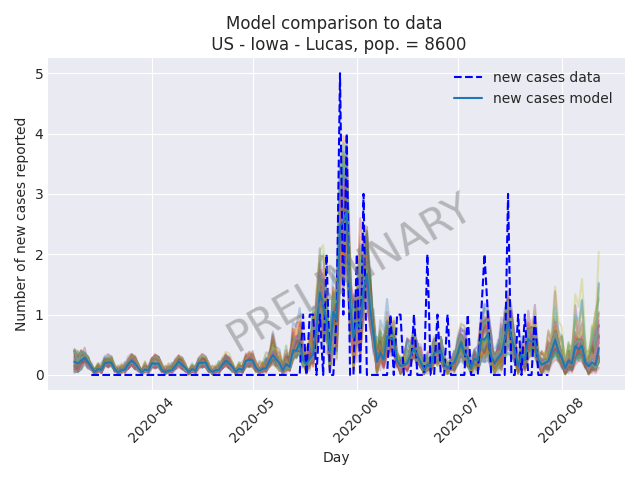 Model comparison to data
US - Iowa - Lucas, pop. = 8600
new cases data
new cases model
PRELIMINARY
Number of new cases reported
5
4
3
2
1
0
2020-04
2020-05
2020-06
2020-07
2020-08
Day